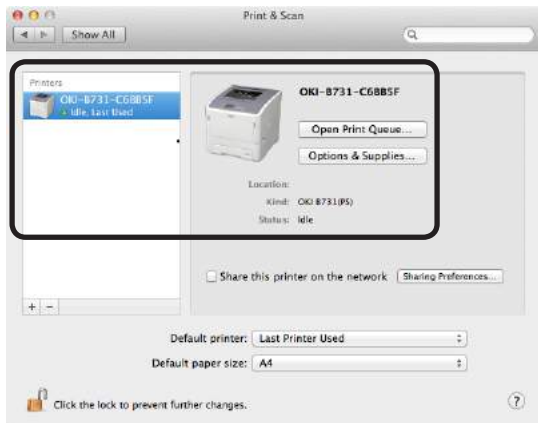 Print & Scan
Show All
Printers
OKI-B731-C68B5F
Idle, Last Used
OKI-B731-C68B5F
Open Print Queue...
Options & Supplies...
Location:
Kind: OKI B731(PS)
Status: Idle
Share this printer on the network Sharing Preferences...
+ -
Default printer: Last Printer Used
Default paper size: A4
Click the lock to prevent further changes.
?